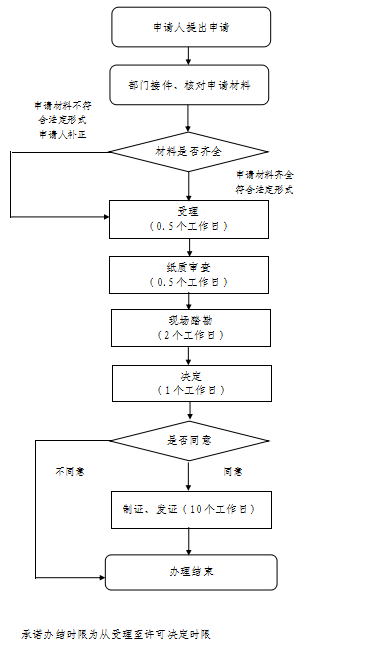 申请人提出申请
部门接件、核对申请材料
申请材料不符
合法定形式
申请人补正
材料是否齐全
申请材料齐全
符合法定形式
受理
(0.5个工作日)
纸质审查
(0.5个工作日)
现场踏勘
(2个工作日)
决定
(1个工作日)
是否同意
不同意
同意
制证、发证(10个工作日)
办理结束
承诺办结时限为从受理至许可决定时限